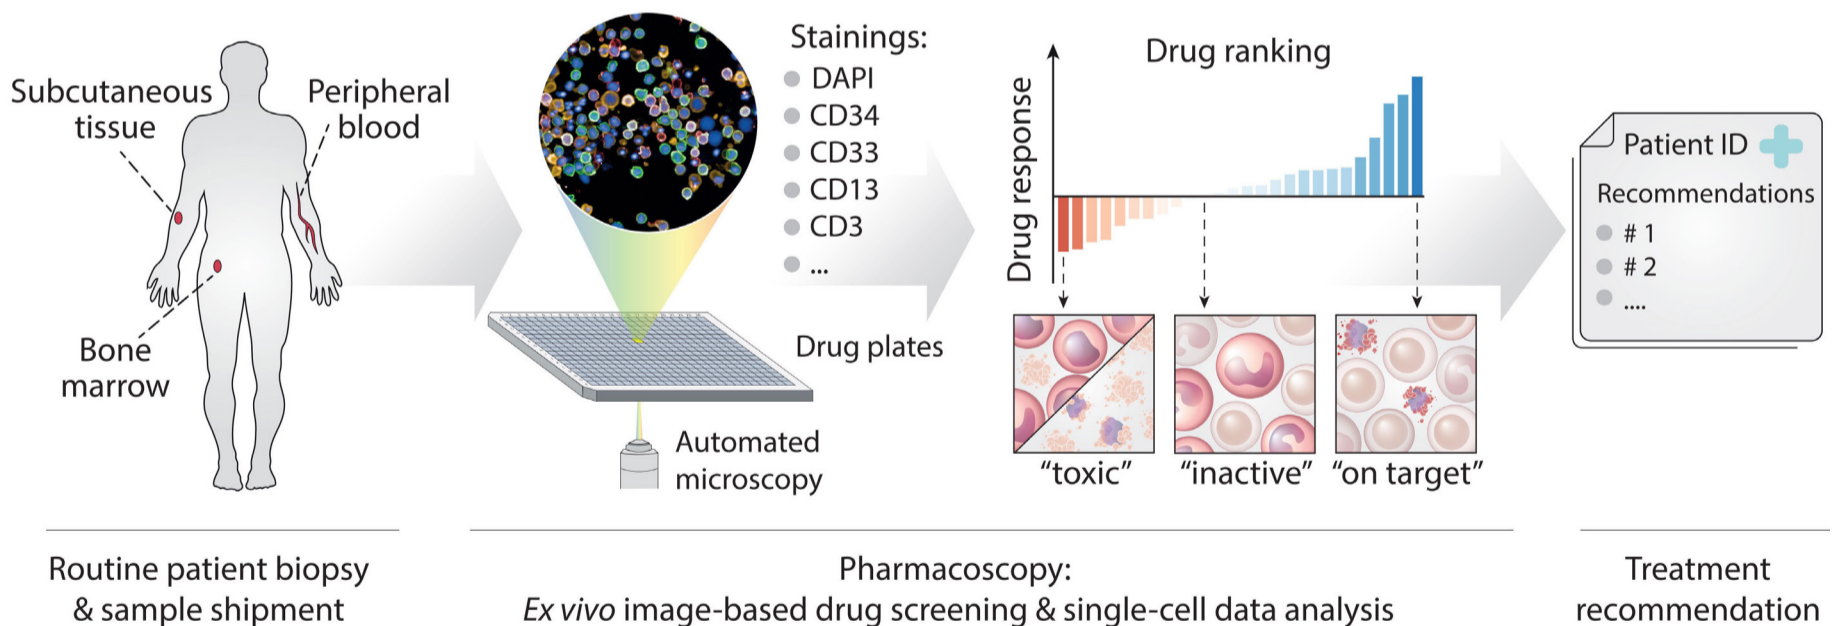 Subcutaneous
tissue
Peripheral
blood
Bone
marrow
Routine patient biopsy
& sample shipment
Stainings:
DAPI
CD34
CD33
CD13
CD3
...
Drug plates
Automated
microscopy
Drug ranking
Drug response
“toxic”
“inactive”
“on target”
Pharmacoscopy:
Ex vivo image-based drug screening & single-cell data analysis
Patient ID
Recommendations
# 1
# 2
....
Treatment
recommendation